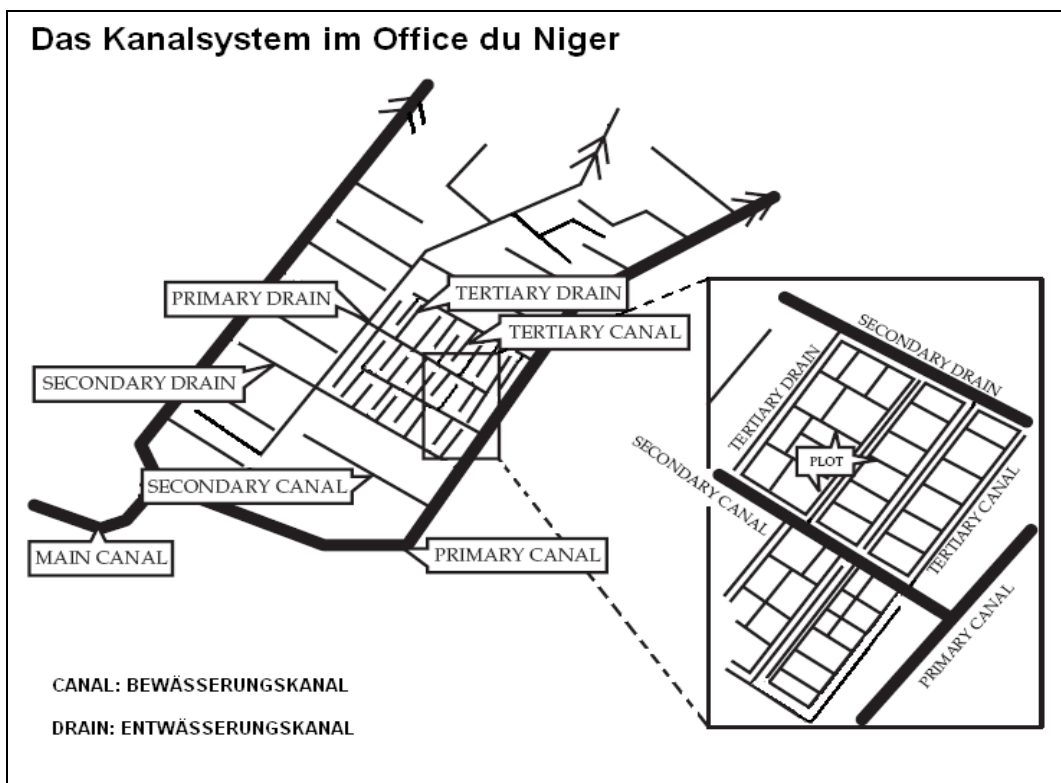 Das Kanalsystem im Office du Niger
PRIMARY DRAIN
TERTIARY DRAIN
TERTIARY CANAL
SECONDARY DRAIN
SECONDARY CANAL
MAIN CANAL
PRIMARY CANAL
SECONDARY DRAIN
TERTIARY DRAIN
PLOT
SECONDARY CANAL
TERTIARY CANAL
PRIMARY CANAL
CANAL: BEWÄSSERUNGSKANAL
DRAIN: ENTWÄSSERUNGSKANAL